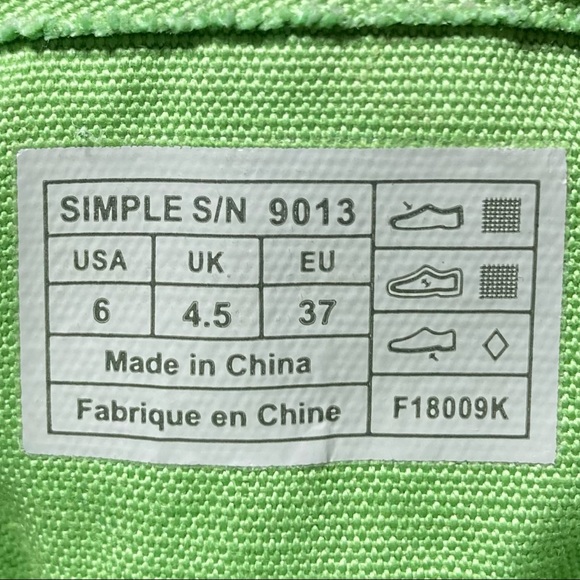 SIMPLE S/N 9013
USA UK EU
6 4.5 37
Made in China
Fabrique en Chine
F18009K